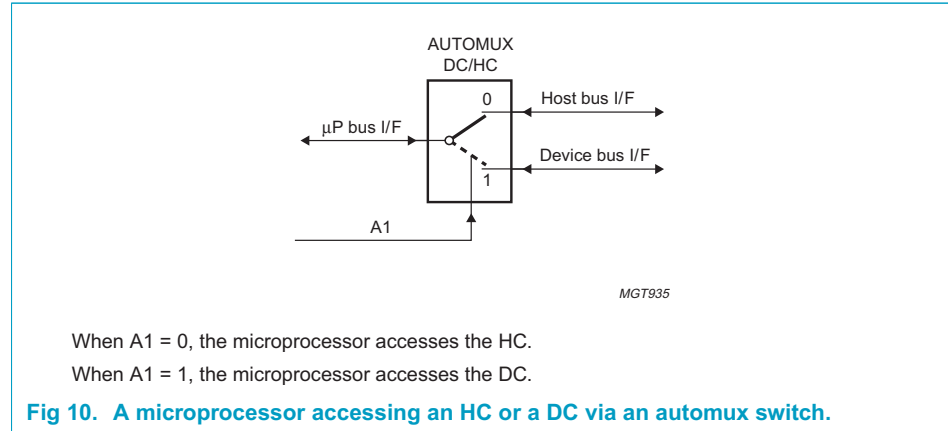 AUTOMUX
DC/HC
0
Host bus I/F
μP bus I/F
Device bus I/F
1
A1
MGT935
When A1 = 0, the microprocessor accesses the HC.
When A1 = 1, the microprocessor accesses the DC.
Fig 10. A microprocessor accessing an HC or a DC via an automux switch.